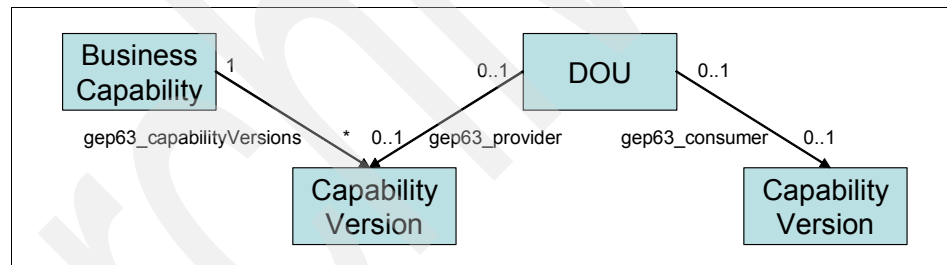 Business
Capability
1
0..1
DOU
0..1
gep63_capabilityVersions
*
0..1
gep63_provider
gep63_consumer
0..1
Capability
Version
Capability
Version